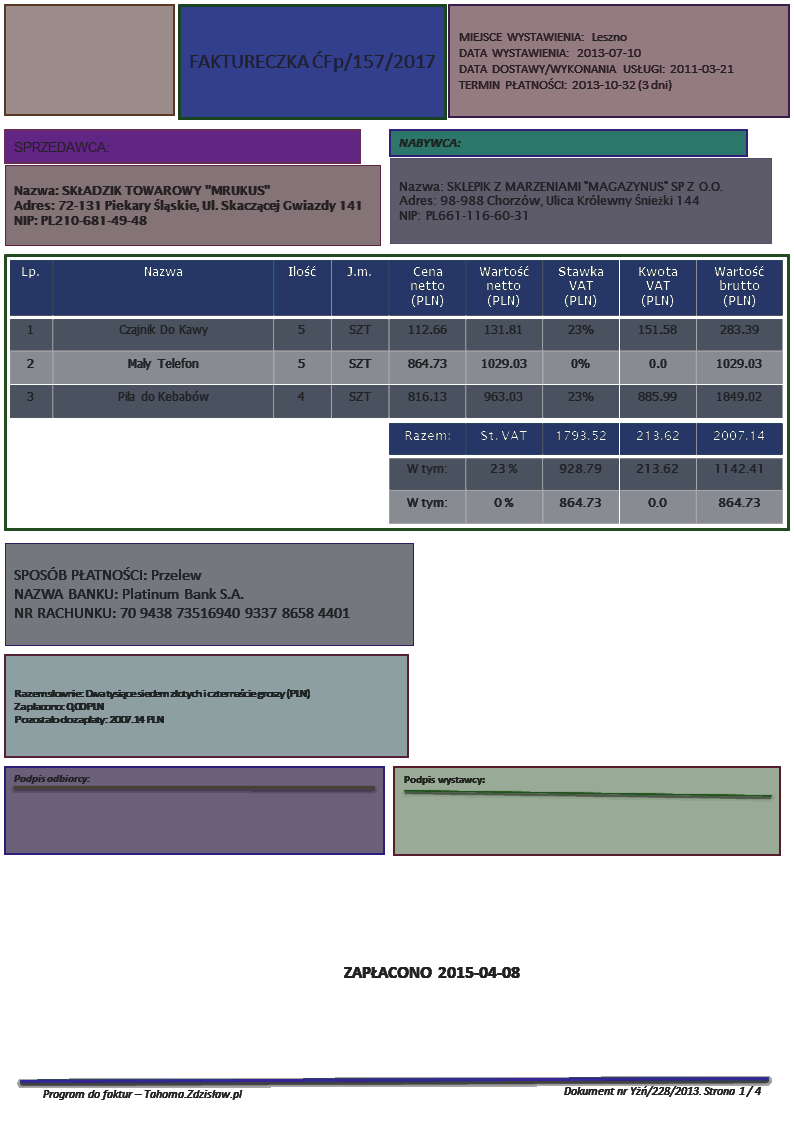 FAKTURECZKA ĆFp/157/2017
MIEJSCE WYSTAWIENIA: Leszno
DATA WYSTAWIENIA: 2013-07-10
DATA DOSTAWY/WYKONANIA USŁUGI: 2011-03-21
TERMIN PŁATNOŚCI: 2013-10-32 (3 dni)
SPRZEDAWCA:
Nazwa: SKŁADZIK TOWAROWY "MRUKUS"
Adres: 72-131 Piekary Śląskie, Ul. Skaczącej Gwiazdy 141
NIP: PL210-681-49-48
NABYWCA:
Nazwa: SKLEPIK Z MARZENIAMI "MAGAZYNUS" SP Z O.O.
Adres: 98-988 Chorzów, Ulica Królewny Śnieżki 144
NIP: PL661-116-60-31
Lp. Nazwa Ilość J.m. Cena netto (PLN) Wartość netto (PLN) Stawka VAT (PLN) Kwota VAT (PLN) Wartość brutto (PLN)
1 Czajnik Do Kawy 5 SZT 112.66 131.81 23% 151.58 283.39
2 Mały Telefon 5 SZT 864.73 1029.03 0% 0.0 1029.03
3 Piła do Kebabów 4 SZT 816.13 963.03 23% 885.99 1849.02
Razem: St. VAT 1793.52 213.62 2007.14
W tym: 23 % 928.79 213.62 1142.41
W tym: 0 % 864.73 0.0 864.73
SPOSÓB PŁATNOŚCI: Przelew
NAZWA BANKU: Platinum Bank S.A.
NR RACHUNKU: 70 9438 73516940 9337 8658 4401
Razem słownie: Dwa tysiące siedem złotych i czternaście groszy (PLN)
Zapłacono: 0,00 PLN
Pozostało do zapłaty: 2007.14 PLN
Podpis odbiorcy:
Podpis wystawcy:
ZAPŁACONO 2015-04-08
Program do faktur – Tahoma.Zdzisław.pl
Dokument nr Yżń/228/2013. Strona 1 / 4